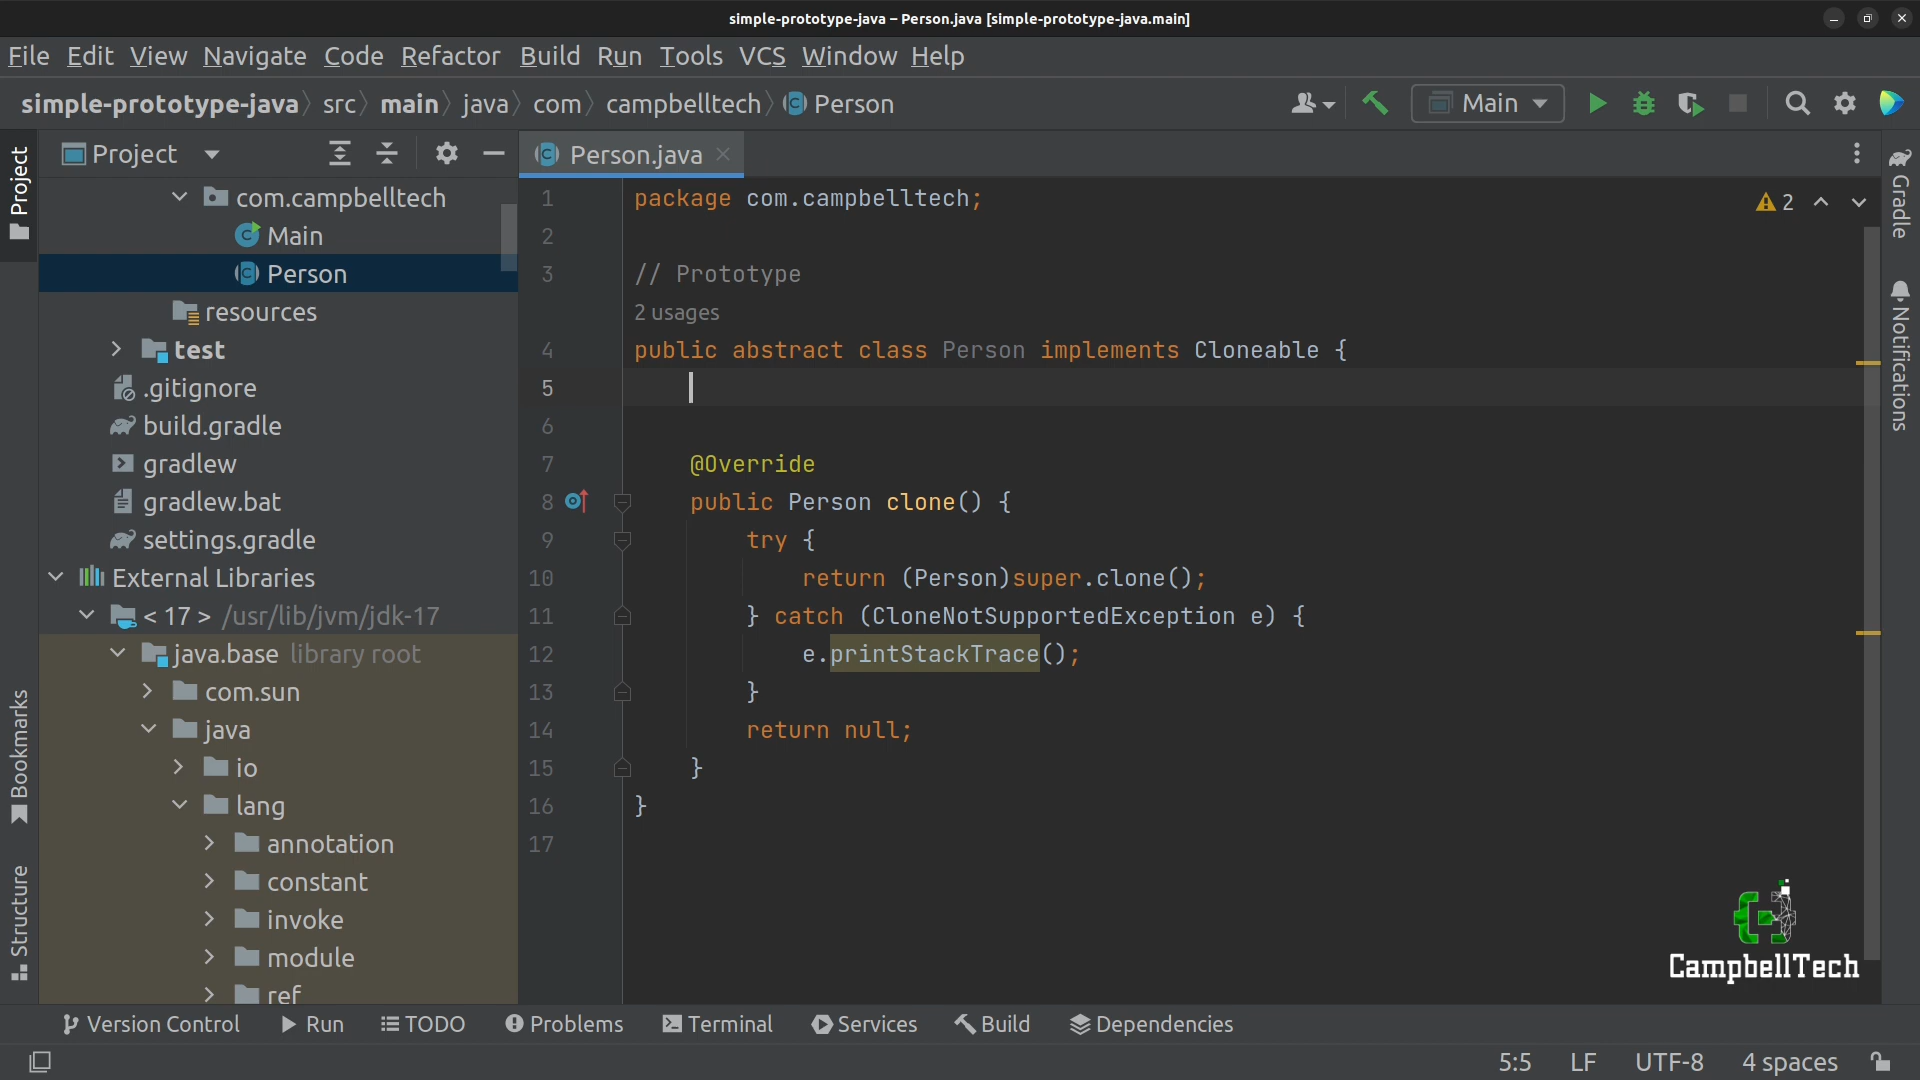 simple-prototype-java – Person.java [simple-prototype-java.main]
File Edit View Navigate Code Refactor Build Run Tools VCS Window Help
simple-prototype-java src main java com campbelltech Person
Main
Project
Project
com.campbelltech
Main
Person
resources
test
.gitignore
build.gradle
gradlew
gradlew.bat
settings.gradle
External Libraries
< 17 > /usr/lib/jvm/jdk-17
java.base library root
com.sun
java
io
lang
annotation
constant
invoke
module
ref
Bookmarks
Structure
Person.java
2
1 package com.campbelltech;
2
3 // Prototype
2 usages
4 public abstract class Person implements Cloneable {
5
6
7 @Override
8 public Person clone() {
9 try {
10 return (Person)super.clone();
11 } catch (CloneNotSupportedException e) {
12 e.printStackTrace();
13 }
14 return null;
15 }
16 }
17
Gradle
Notifications
CampbellTech
Version Control Run TODO Problems Terminal Services Build Dependencies
5:5 LF UTF-8 4 spaces